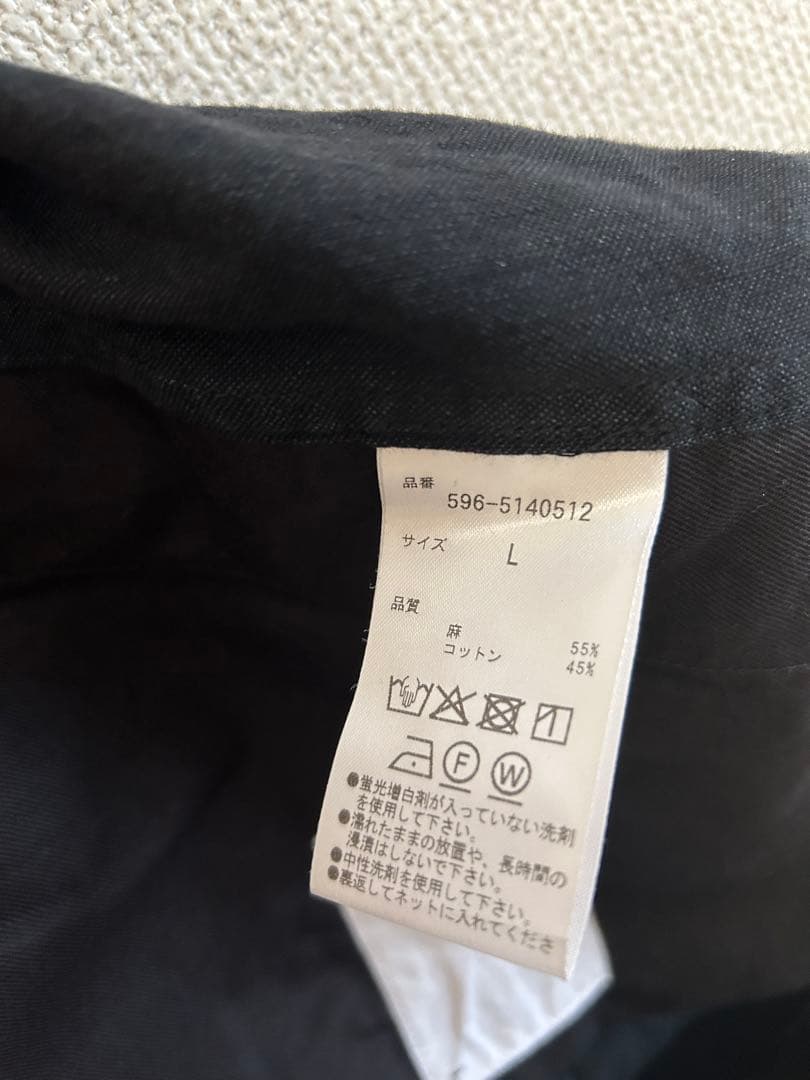 品番
596-5140512
サイズ L
品質
麻 55%
コットン 45%
F W
●蛍光増白剤が入っていない洗剤
を使用して下さい。
●濡れたままの放置や、長時間の
浸漬はしないで下さい。
●中性洗剤を使用して下さい。
●裏返してネットに入れてくださ